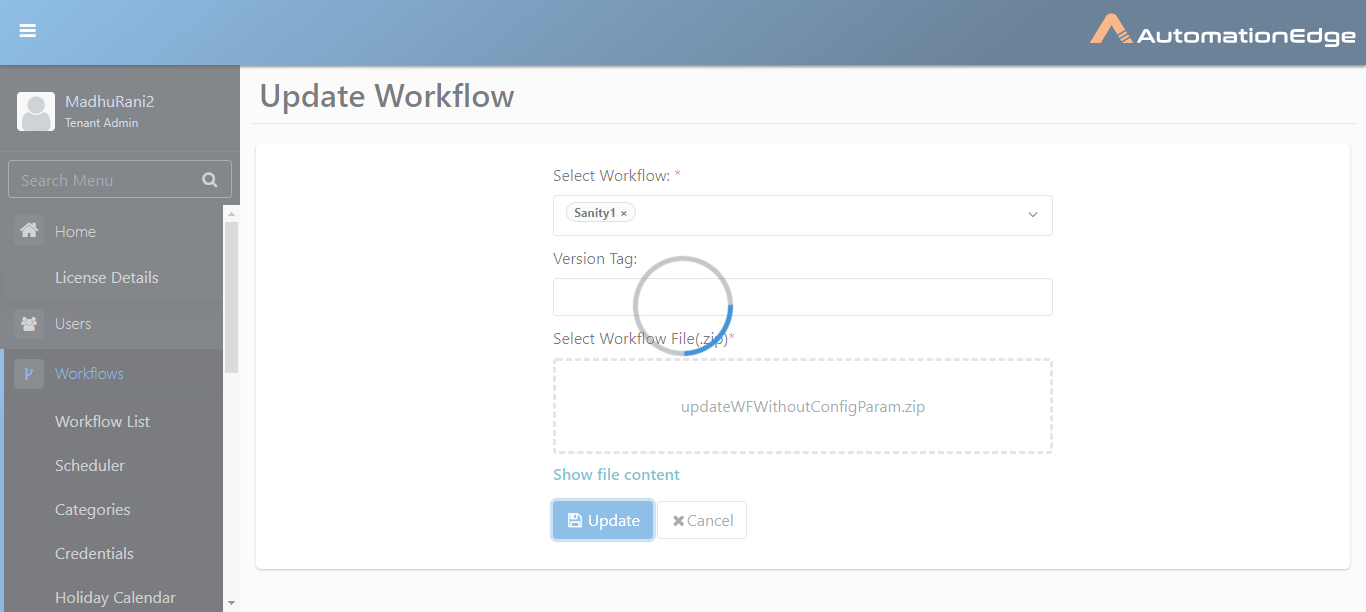 AutomationEdge
MadhuRani2
Tenant Admin
Search Menu
Home
License Details
Users
Workflows
Workflow List
Scheduler
Categories
Credentials
Holiday Calendar
Update Workflow
Select Workflow: *
Sanity1 ×
Version Tag:
Select Workflow File(.zip)*
updateWFWithoutConfigParam.zip
Show file content
Update
Cancel